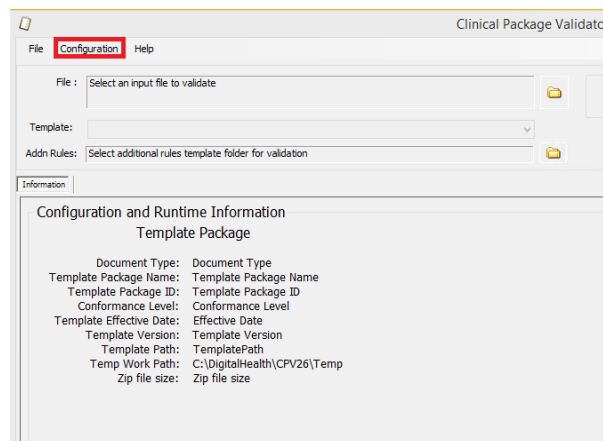 Clinical Package Validato
File Configuration Help
File : Select an input file to validate
Template:
Addn Rules: Select additional rules template folder for validation
Information
Configuration and Runtime Information
Template Package
Document Type: Document Type
Template Package Name: Template Package Name
Template Package ID: Template Package ID
Conformance Level: Conformance Level
Template Effective Date: Effective Date
Template Version: Template Version
Template Path: TemplatePath
Temp Work Path: C:\DigitalHealth\CPV26\Temp
Zip file size: Zip file size